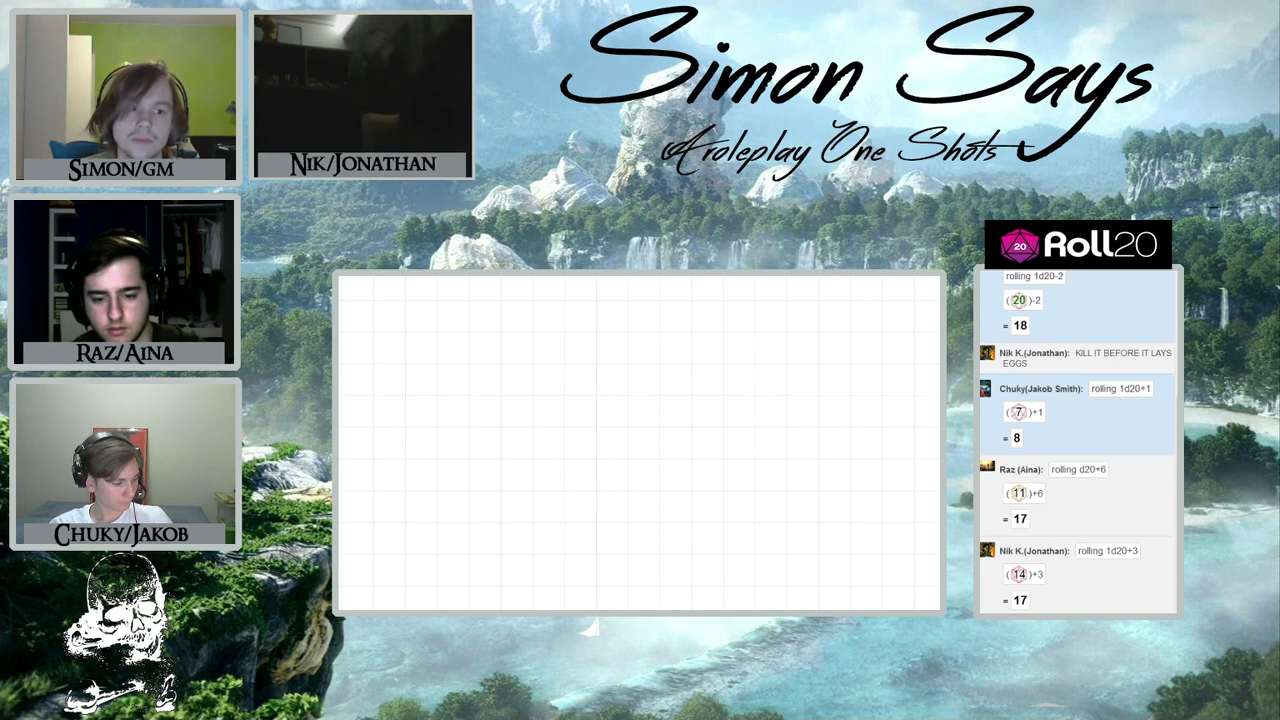 Simon Says
A roleplay One Shots
Simon/GM
Nik/Jonathan
Raz/Aina
Chuky/Jakob
20 Roll20
rolling 1d20-2
(20)-2
= 18
Nik K.(Jonathan): KILL IT BEFORE IT LAYS
EGGS
Chuky(Jakob Smith): rolling 1d20+1
(7)+1
= 8
Raz (Aina): rolling d20+6
(11)+6
= 17
Nik K.(Jonathan): rolling 1d20+3
(14)+3
= 17